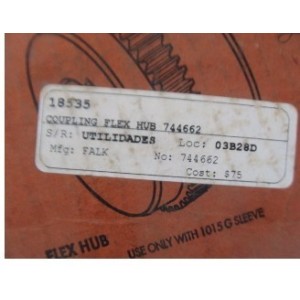 18535
COUPLING FLEX HUB 744662
S/R: UTILIDADES Loc: 03B28D
Mfg: FALK No: 744662
Cost: $75
FLEX HUB
USE ONLY WITH 1015 G SLEEVE